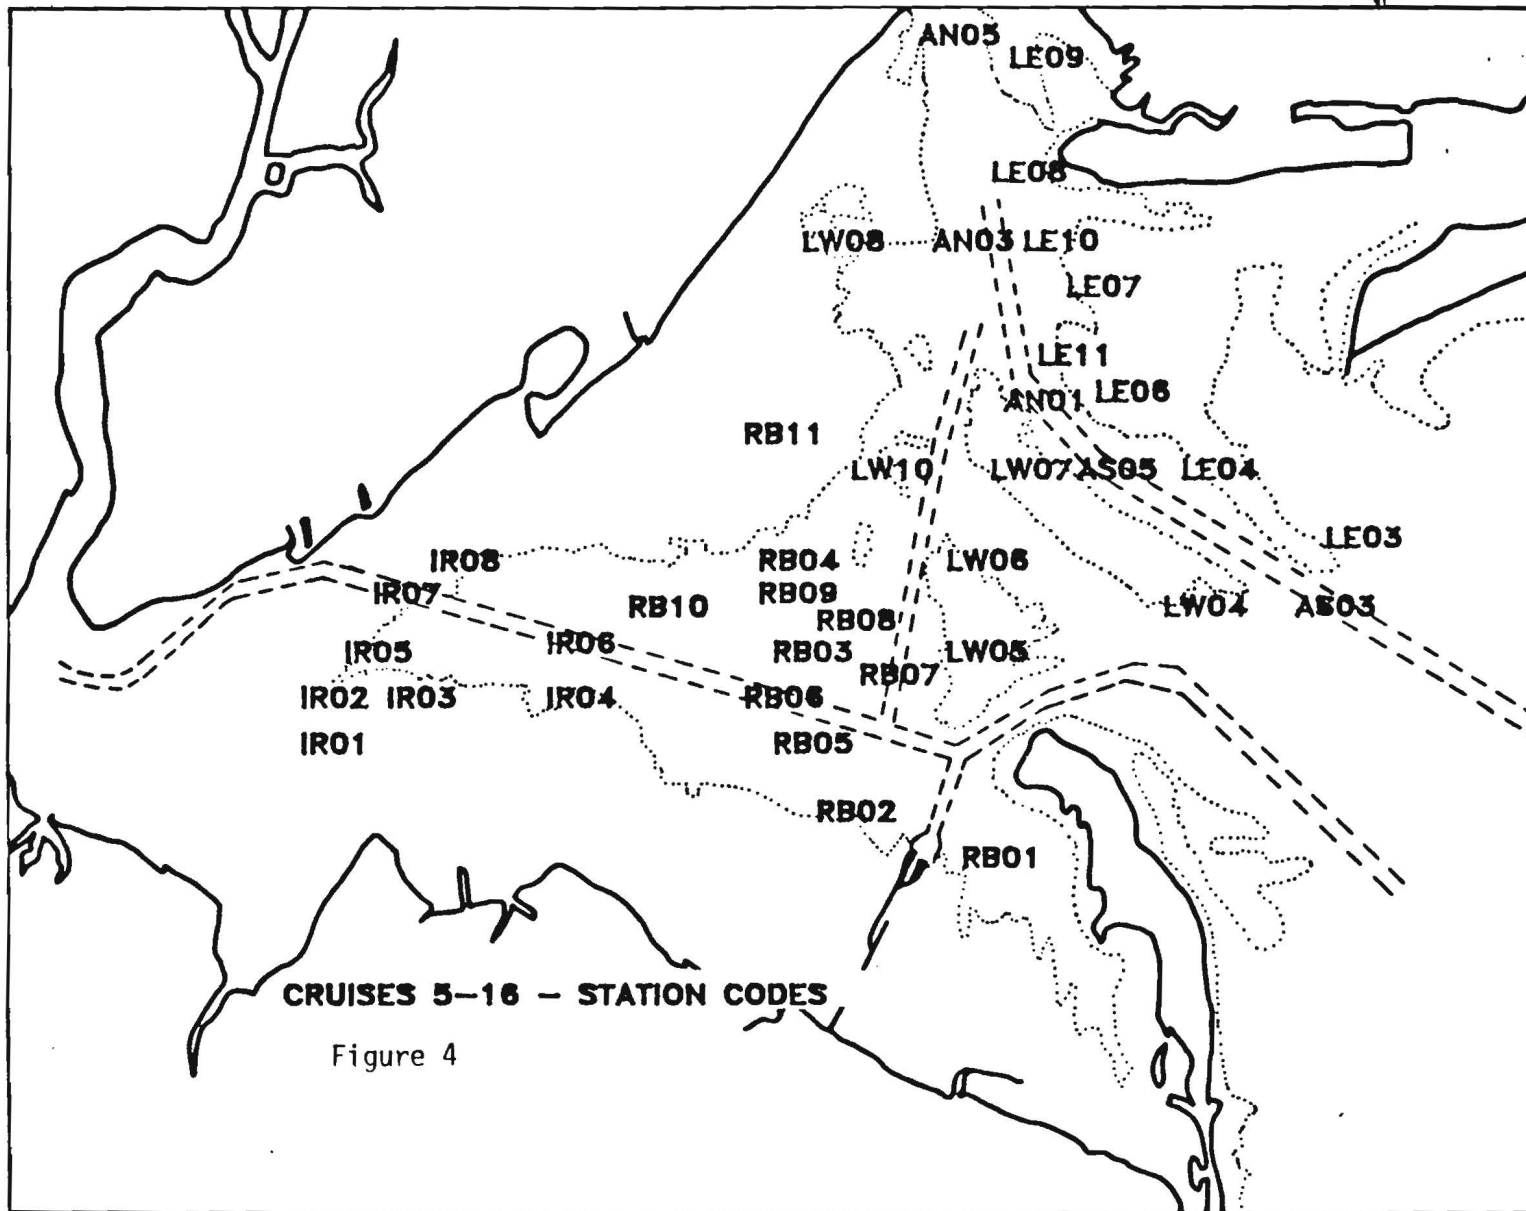 AN05
LE09
LE08
LW08 AN03 LE10
LE07
LE11
AN01 LE06
RB11
LW10 LW07 AS05 LE04
LE03
IR08 RB04 LW06
IR07 RB09
RB10 LW04 AS03
RB08
IR06
IR05 RB03 LW05
RB07
IR02 IR03 IR04 RB06
IR01 RB05
RB02
RB01
CRUISES 5-16 - STATION CODES
Figure 4